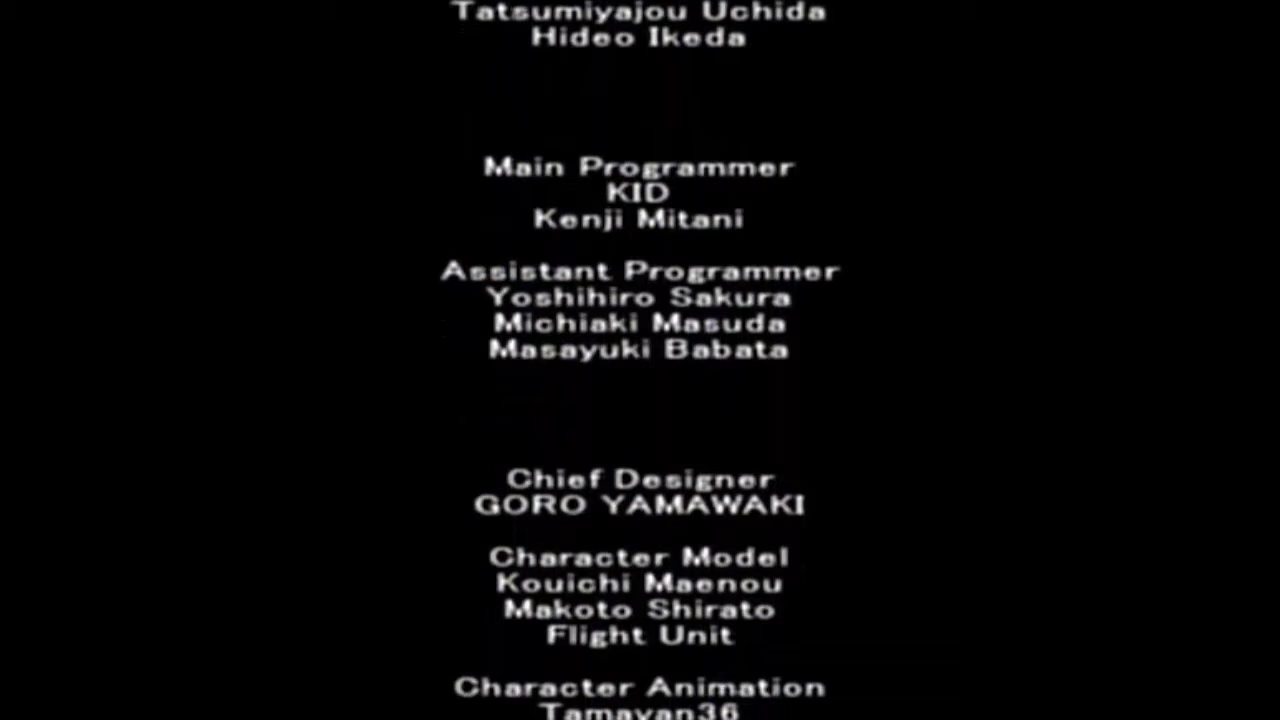 Tatsumiyajou Uchida
Hideo Ikeda
Main Programmer
KID
Kenji Mitani
Assistant Programmer
Yoshihiro Sakura
Michiaki Masuda
Masayuki Babata
Chief Designer
GORO YAMAWAKI
Character Model
Kouichi Maenou
Makoto Shirato
Flight Unit
Character Animation
Tamayan36